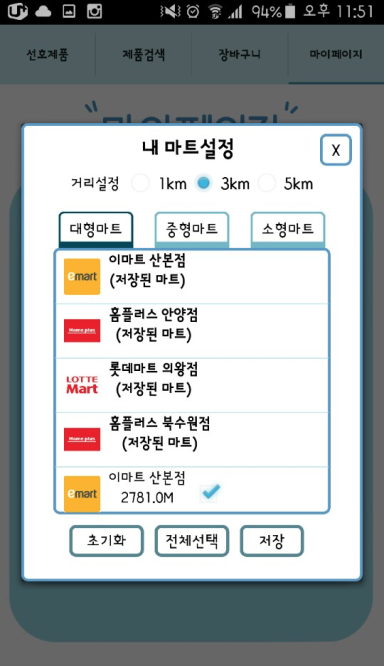 94% 오후 11:51
선호제품 제품검색 장바구니 마이페이지
마이페이지
내 마트설정
X
거리설정 1km 3km 5km
대형마트 중형마트 소형마트
emart
이마트 산본점
(저장된 마트)
Home plus
홈플러스 안양점
(저장된 마트)
LOTTE
Mart
롯데마트 의왕점
(저장된 마트)
Home plus
홈플러스 북수원점
(저장된 마트)
emart
이마트 산본점
2781.0M
초기화 전체선택 저장